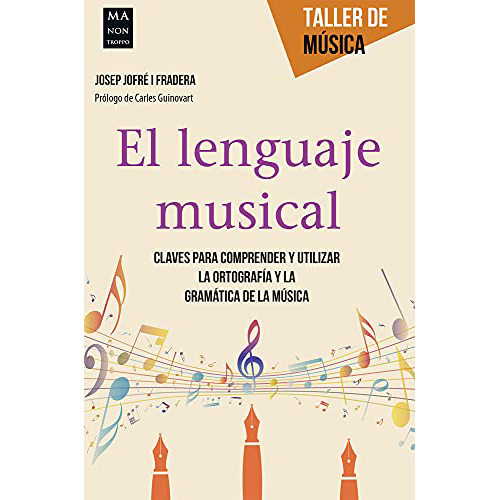 MA
NON
TROPPO
TALLER DE
MÚSICA
JOSEP JOFRÉ I FRADERA
Prólogo de Carles Guinovart
El lenguaje
musical
CLAVES PARA COMPRENDER Y UTILIZAR
LA ORTOGRAFÍA Y LA
GRAMÁTICA DE LA MÚSICA